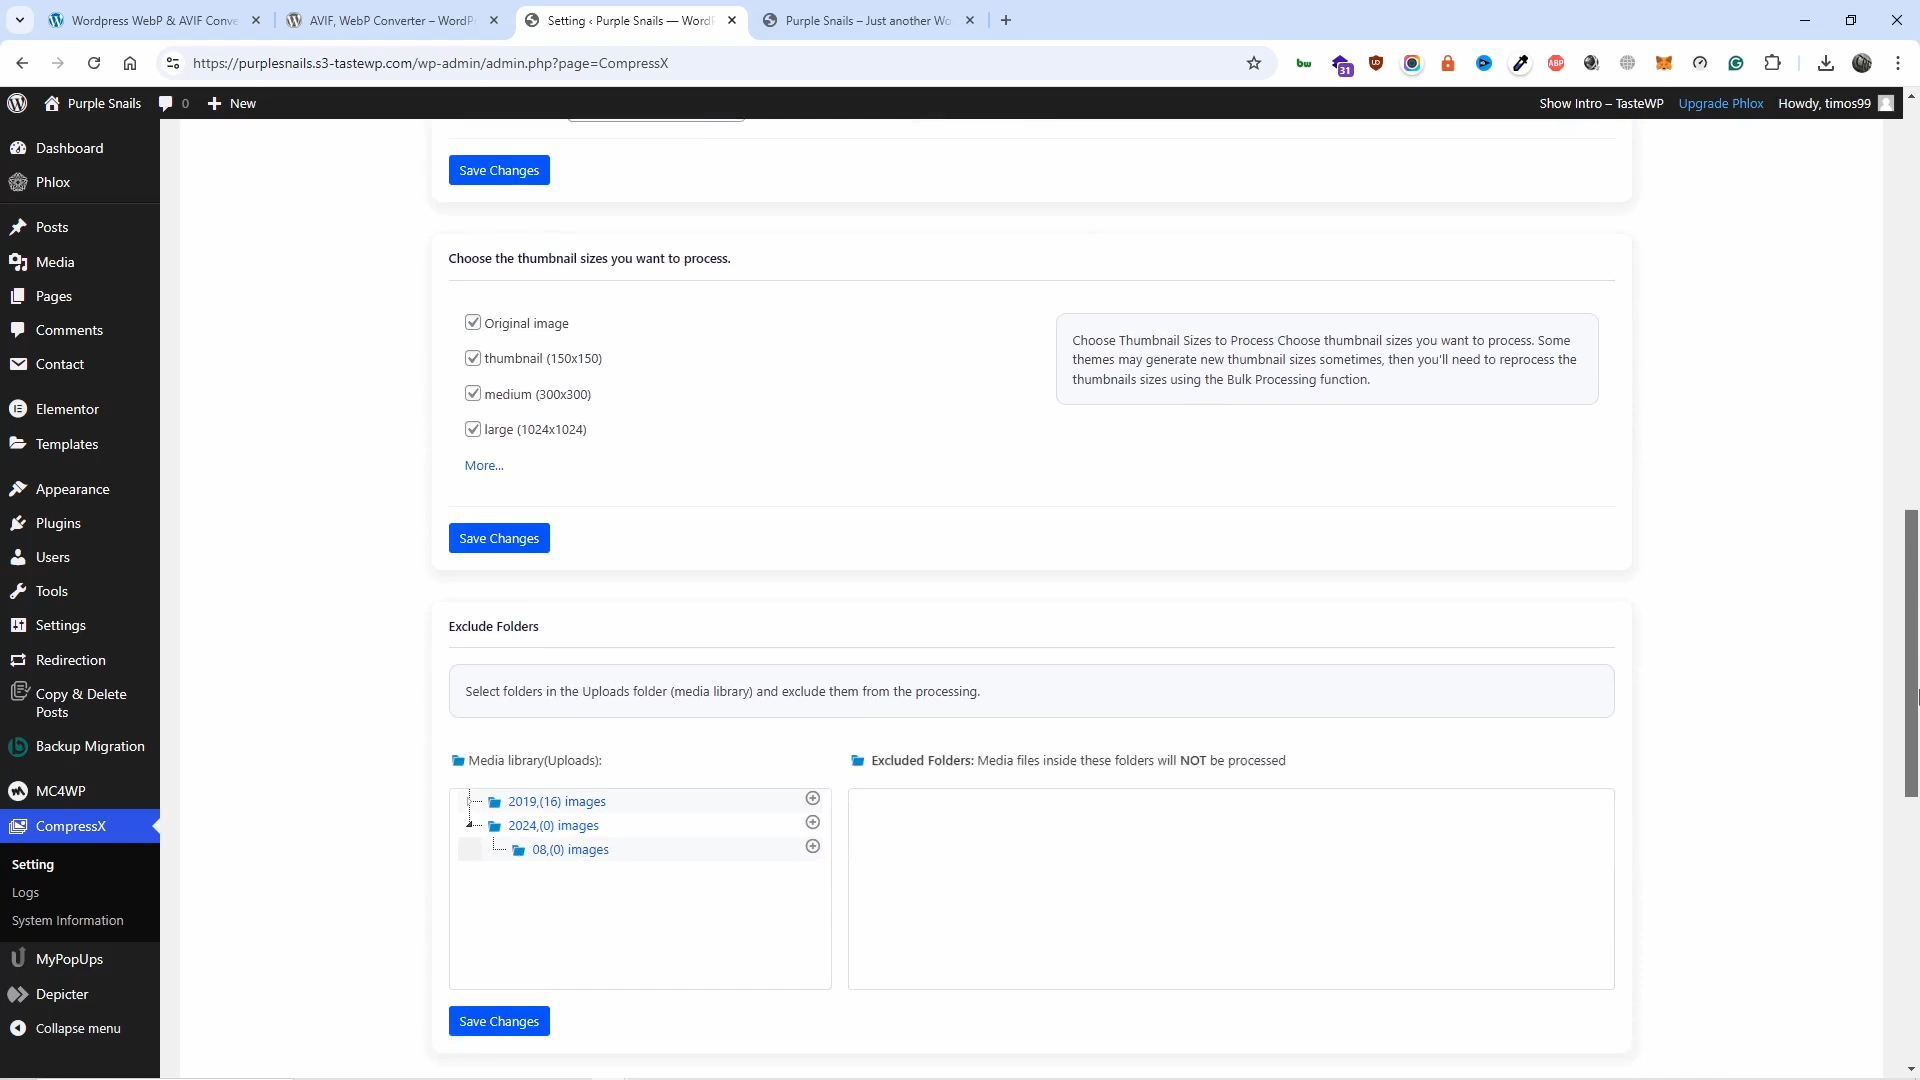 Wordpress WebP & AVIF Conve
AVIF, WebP Converter – WordP
Setting ‹ Purple Snails — WordP
Purple Snails – Just another Wo
https://purplesnails.s3-tastewp.com/wp-admin/admin.php?page=CompressX
bw
31
ABP
Purple Snails
0
New
Show Intro – TasteWP
Upgrade Phlox
Howdy, timos99
Dashboard
Phlox
Posts
Media
Pages
Comments
Contact
Elementor
Templates
Appearance
Plugins
Users
Tools
Settings
Redirection
Copy & Delete
Posts
Backup Migration
MC4WP
CompressX
Setting
Logs
System Information
MyPopUps
Depicter
Collapse menu
Save Changes
Choose the thumbnail sizes you want to process.
Original image
thumbnail (150x150)
medium (300x300)
large (1024x1024)
More...
Choose Thumbnail Sizes to Process Choose thumbnail sizes you want to process. Some
themes may generate new thumbnail sizes sometimes, then you'll need to reprocess the
thumbnails sizes using the Bulk Processing function.
Save Changes
Exclude Folders
Select folders in the Uploads folder (media library) and exclude them from the processing.
Media library(Uploads):
Excluded Folders: Media files inside these folders will NOT be processed
2019,(16) images
2024,(0) images
08,(0) images
Save Changes